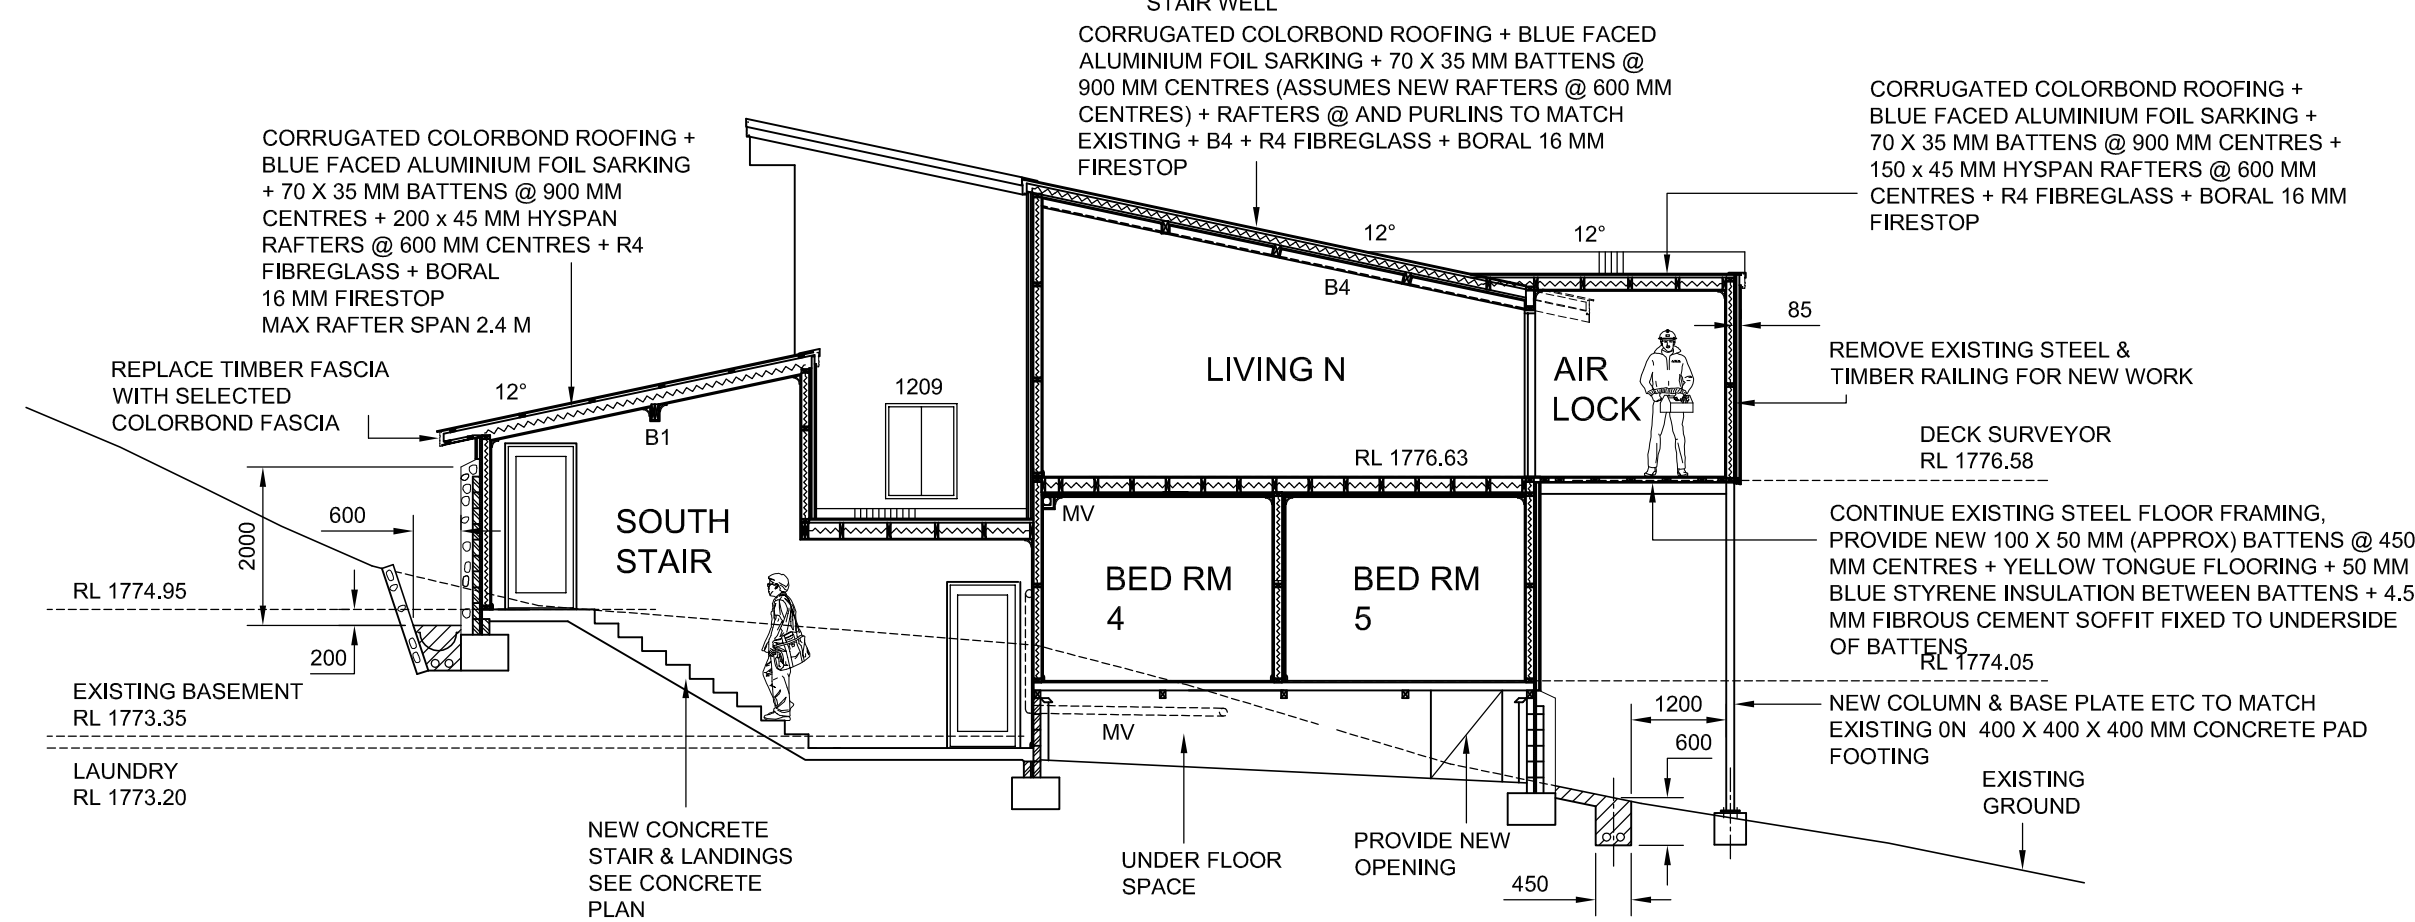 STAIR WELL
CORRUGATED COLORBOND ROOFING + BLUE FACED
ALUMINIUM FOIL SARKING + 70 X 35 MM BATTENS @
900 MM CENTRES (ASSUMES NEW RAFTERS @ 600 MM
CENTRES) + RAFTERS @ AND PURLINS TO MATCH
EXISTING + B4 + R4 FIBREGLASS + BORAL 16 MM
FIRESTOP
CORRUGATED COLORBOND ROOFING +
BLUE FACED ALUMINIUM FOIL SARKING +
70 X 35 MM BATTENS @ 900 MM CENTRES +
150 x 45 MM HYSPAN RAFTERS @ 600 MM
CENTRES + R4 FIBREGLASS + BORAL 16 MM
FIRESTOP
CORRUGATED COLORBOND ROOFING +
BLUE FACED ALUMINIUM FOIL SARKING
+ 70 X 35 MM BATTENS @ 900 MM
CENTRES + 200 x 45 MM HYSPAN
RAFTERS @ 600 MM CENTRES + R4
FIBREGLASS + BORAL
16 MM FIRESTOP
MAX RAFTER SPAN 2.4 M
12°
12°
B4
85
REPLACE TIMBER FASCIA
WITH SELECTED
COLORBOND FASCIA
12°
B1
1209
LIVING N
AIR
LOCK
REMOVE EXISTING STEEL &
TIMBER RAILING FOR NEW WORK
DECK SURVEYOR
RL 1776.58
RL 1776.63
2000
600
SOUTH
STAIR
MV
BED RM
4
BED RM
5
CONTINUE EXISTING STEEL FLOOR FRAMING,
PROVIDE NEW 100 X 50 MM (APPROX) BATTENS @ 450
MM CENTRES + YELLOW TONGUE FLOORING + 50 MM
BLUE STYRENE INSULATION BETWEEN BATTENS + 4.5
MM FIBROUS CEMENT SOFFIT FIXED TO UNDERSIDE
OF BATTENS
RL 1774.05
RL 1774.95
200
EXISTING BASEMENT
RL 1773.35
LAUNDRY
RL 1773.20
MV
1200
600
NEW COLUMN & BASE PLATE ETC TO MATCH
EXISTING 0N 400 X 400 X 400 MM CONCRETE PAD
FOOTING
EXISTING
GROUND
NEW CONCRETE
STAIR & LANDINGS
SEE CONCRETE
PLAN
UNDER FLOOR
SPACE
PROVIDE NEW
OPENING
450